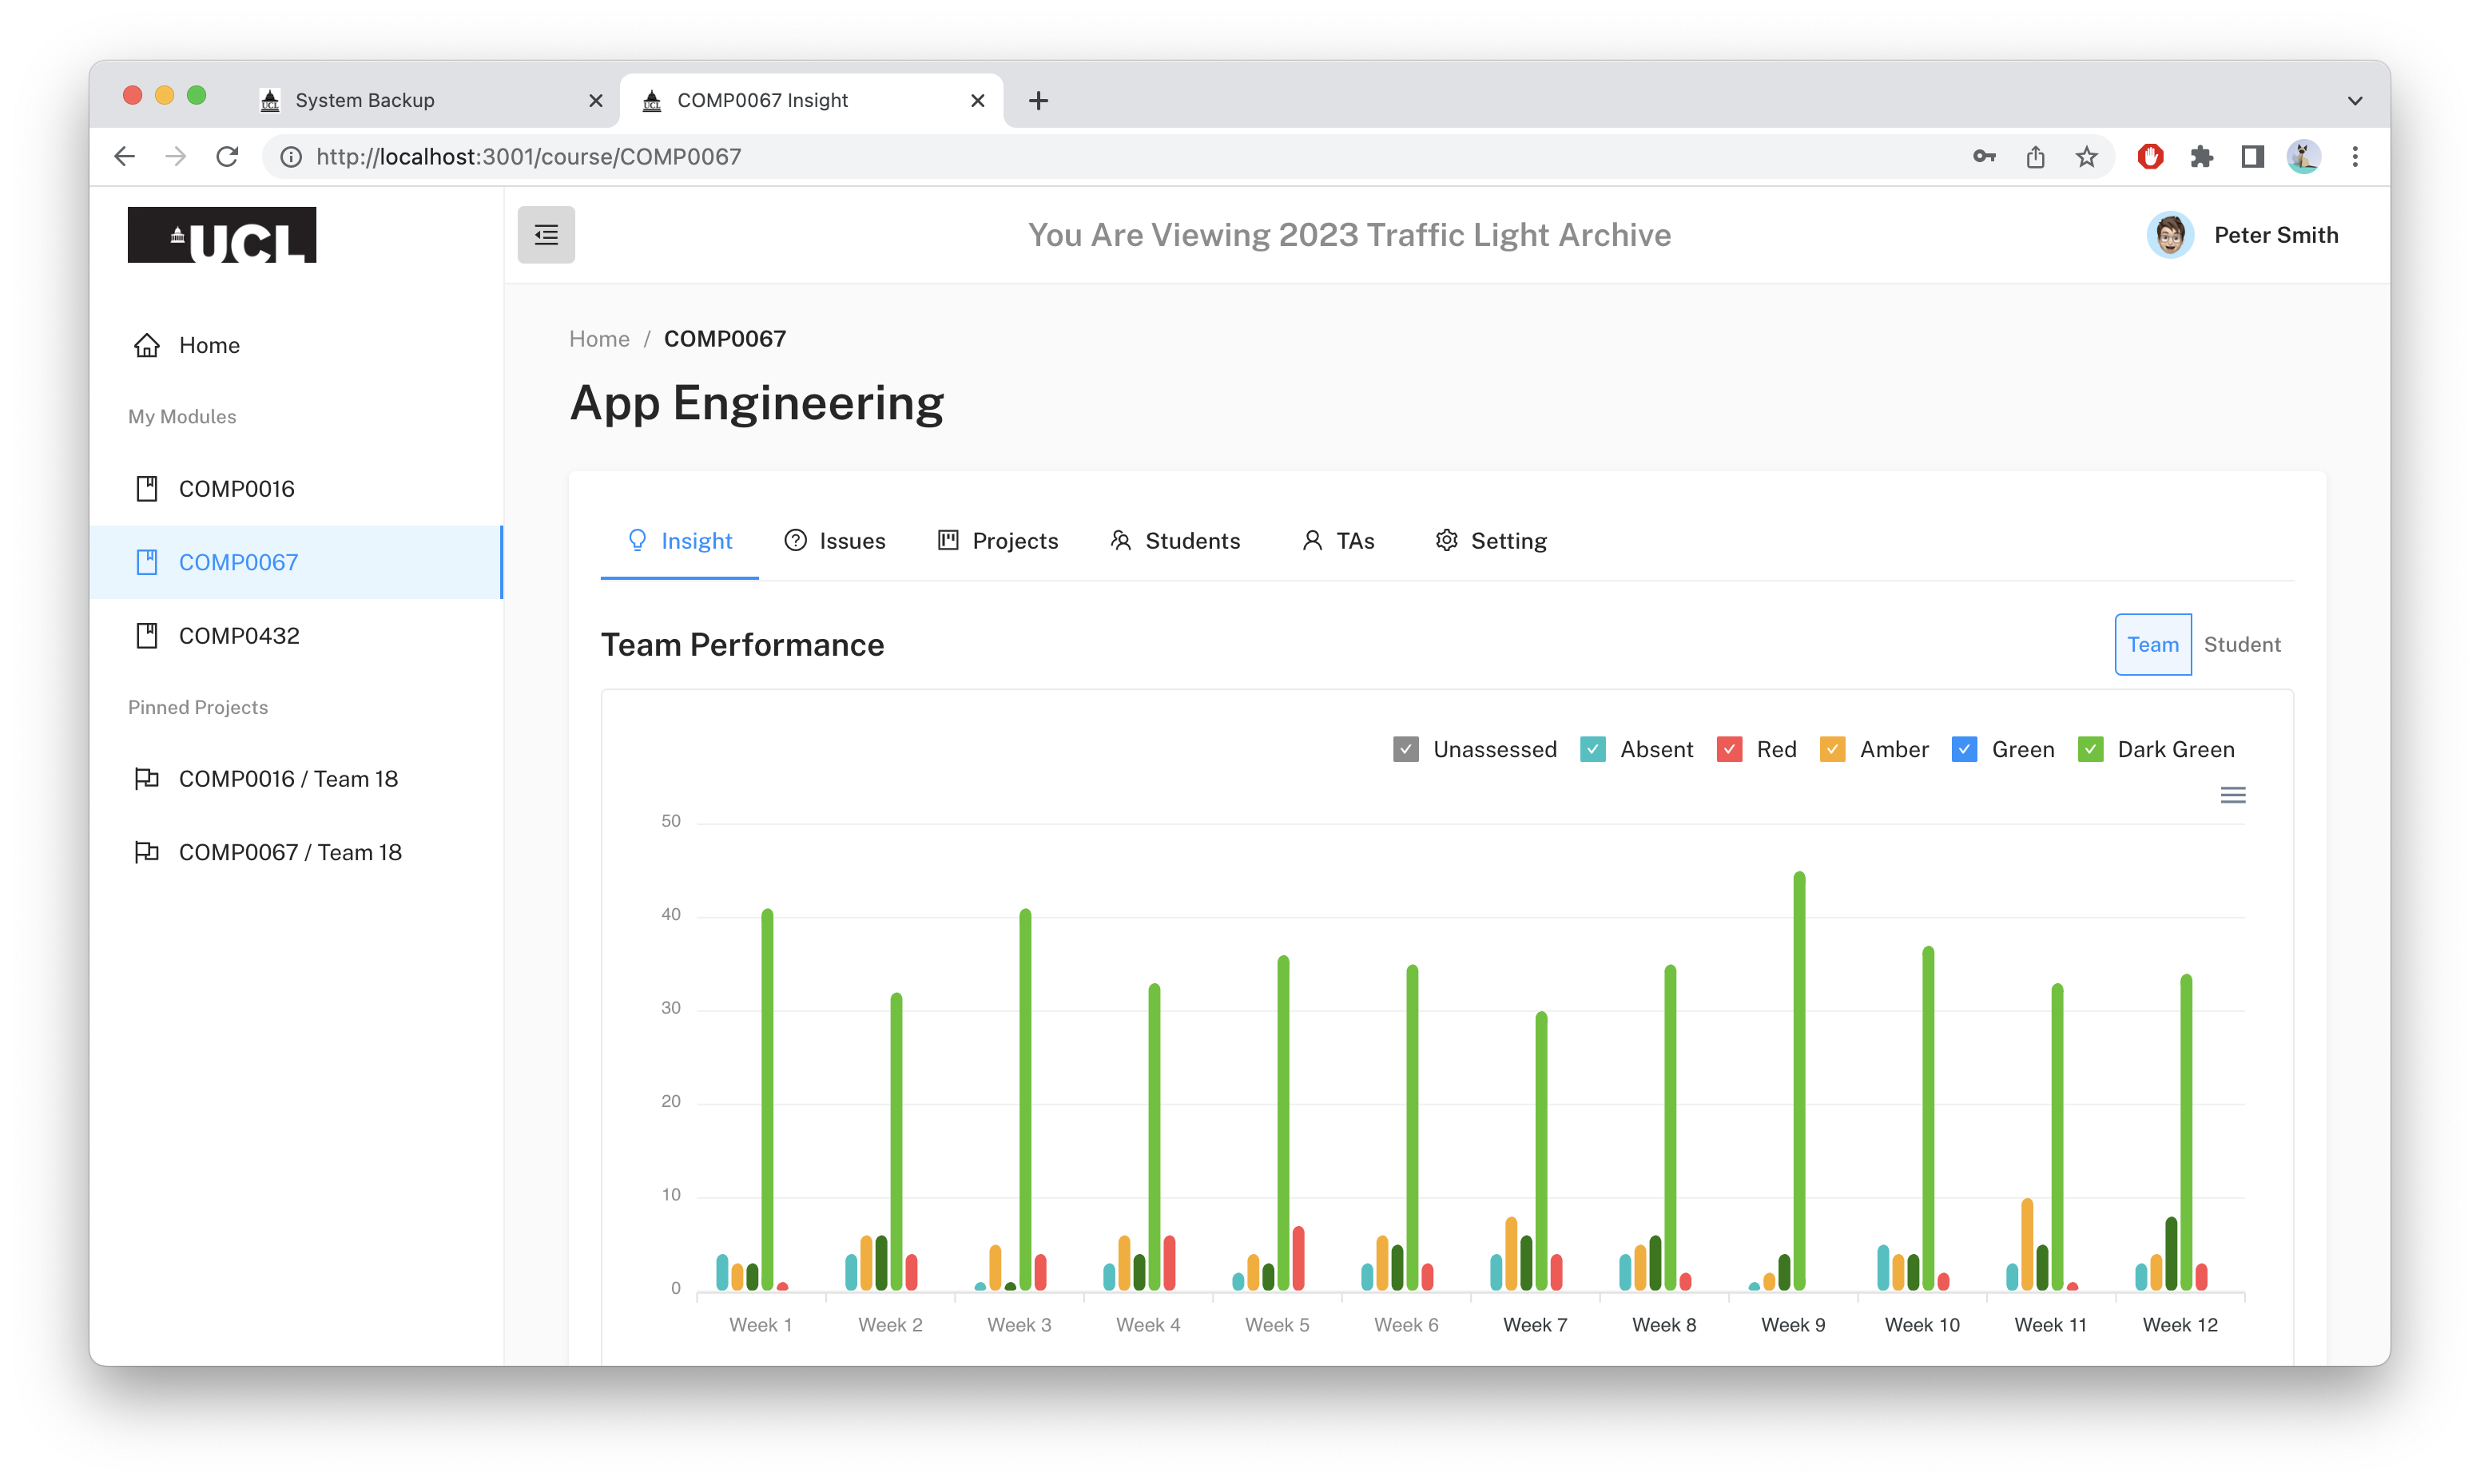 System Backup
COMP0067 Insight
http://localhost:3001/course/COMP0067
UCL
You Are Viewing 2023 Traffic Light Archive
Peter Smith
Home
My Modules
COMP0016
COMP0067
COMP0432
Pinned Projects
COMP0016 / Team 18
COMP0067 / Team 18
Home / COMP0067
App Engineering
Insight Issues Projects Students TAs Setting
Team Performance
Team Student
Unassessed Absent Red Amber Green Dark Green
50
40
30
20
10
0
Week 1 Week 2 Week 3 Week 4 Week 5 Week 6 Week 7 Week 8 Week 9 Week 10 Week 11 Week 12